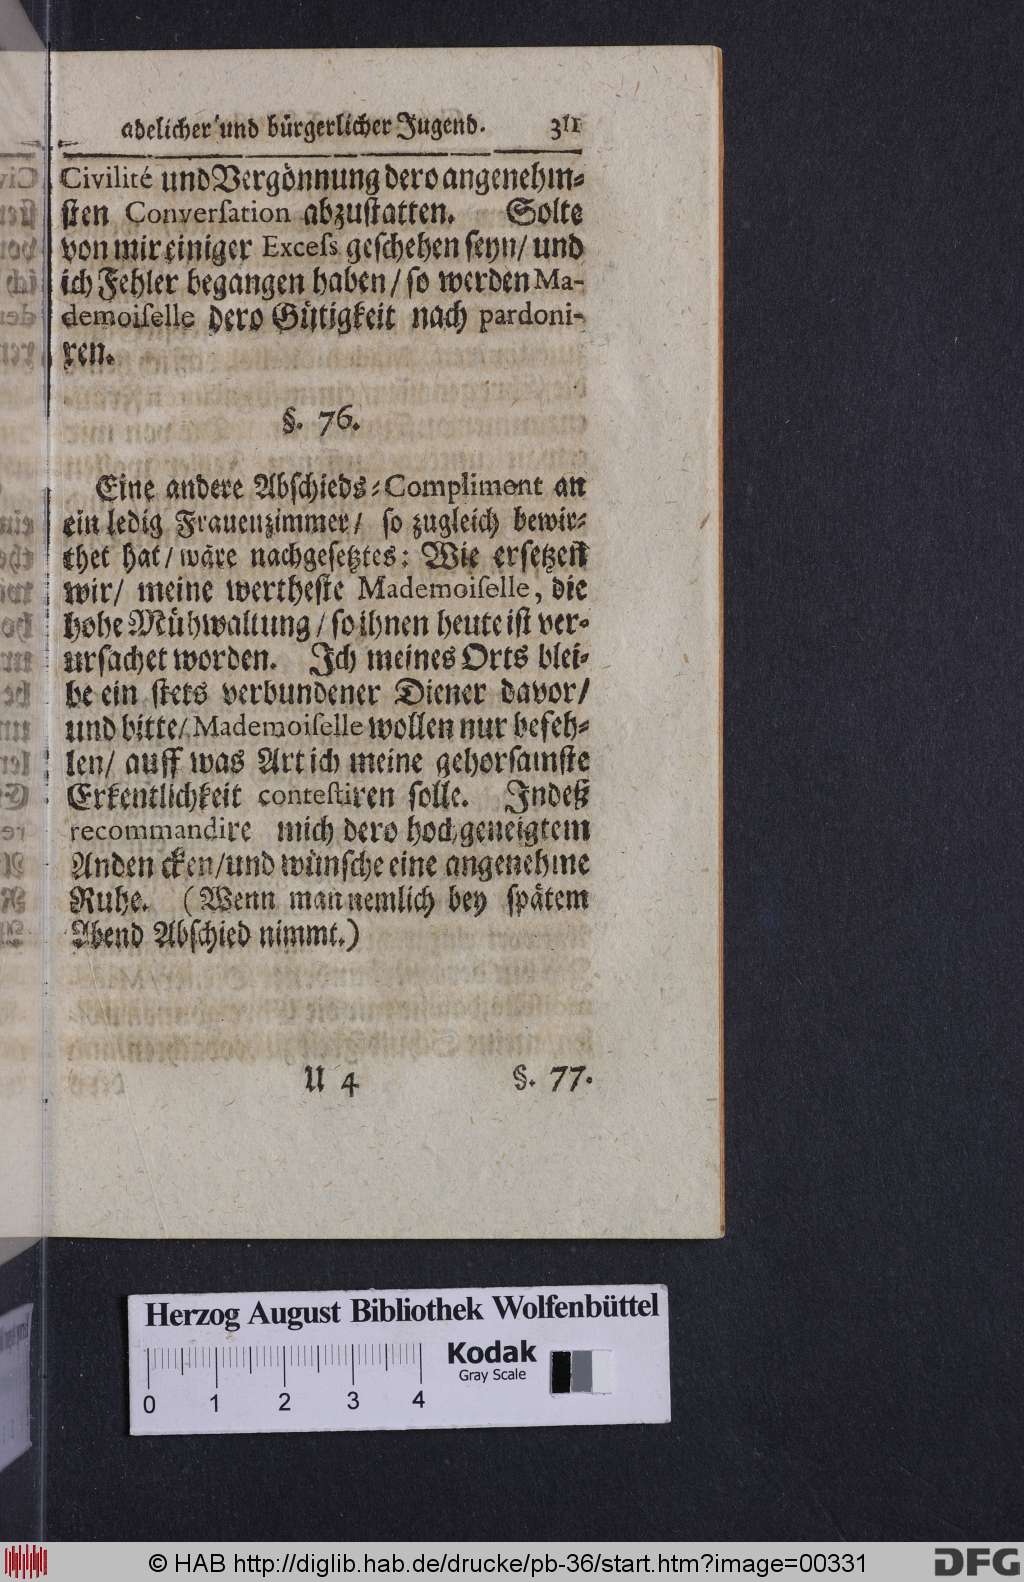 adelicher und bürgerlicher Jugend. 311
Civilité und Vergönnung dero angenehm⸗
ſten Converſation abzuſtatten. Solte
von mir einiger Exceſs geſchehen ſeyn/ und
ich Fehler begangen haben/ ſo werden Ma-
demoiſelle dero Gütigkeit nach pardoni-
ren.
§. 76.
Eine andere Abſchieds⸗Compliment an
ein ledig Frauenzimmer/ ſo zugleich bewir⸗
thet hat/ wäre nachgeſetztes: Wie erſetzen
wir/ meine wertheſte Mademoiſelle, die
hohe Mühwaltung/ ſo ihnen heute iſt ver⸗
urſachet worden. Ich meines Orts blei⸗
be ein ſtets verbundener Diener davor/
und bitte/ Mademoiſelle wollen nur befeh⸗
len/ auff was Art ich meine gehorſamſte
Erkentlichkeit conteſtiren ſolle. Indeß
recommandire mich dero hochgeneigtem
Anden cken/ und wünſche eine angenehme
Ruhe. (Wenn man nemlich bey ſpätem
Abend Abſchied nimmt.)
U 4 §. 77.
Herzog August Bibliothek Wolfenbüttel
Kodak
Gray Scale
0 1 2 3 4
© HAB http://diglib.hab.de/drucke/pb-36/start.htm?image=00331
DFG